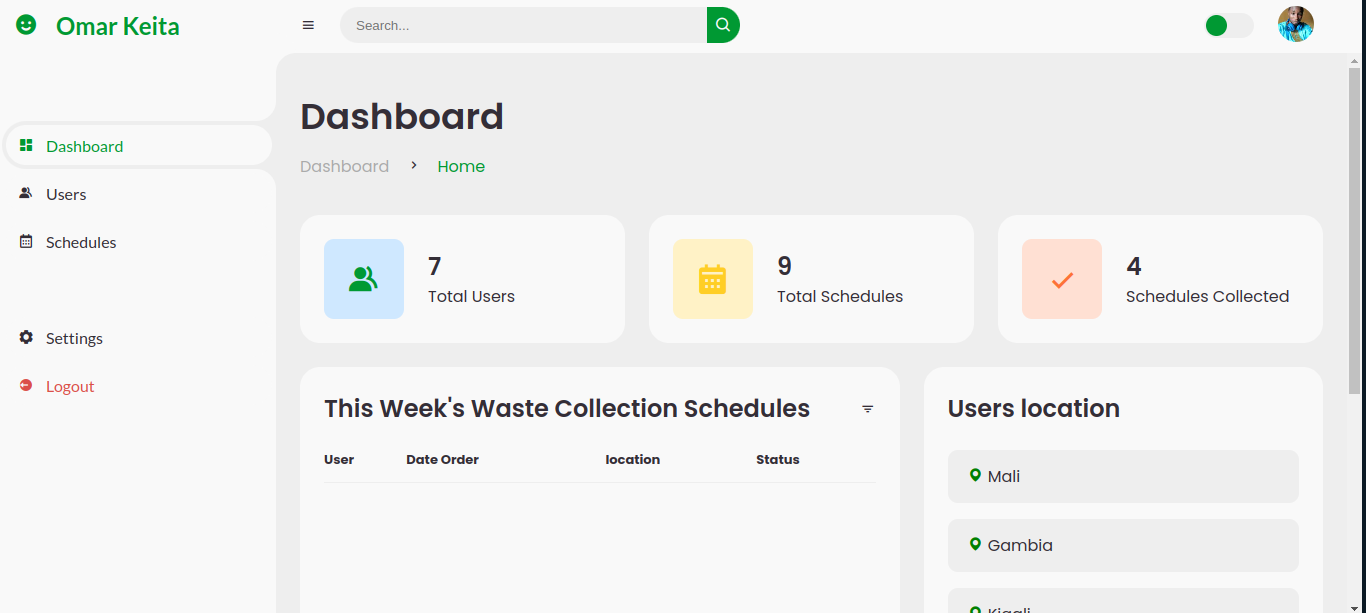 Omar Keita
Search...
Dashboard
Users
Schedules
Settings
Logout
Dashboard
Dashboard > Home
7
Total Users
9
Total Schedules
4
Schedules Collected
This Week's Waste Collection Schedules
User Date Order location Status
Users location
Mali
Gambia
Kigali